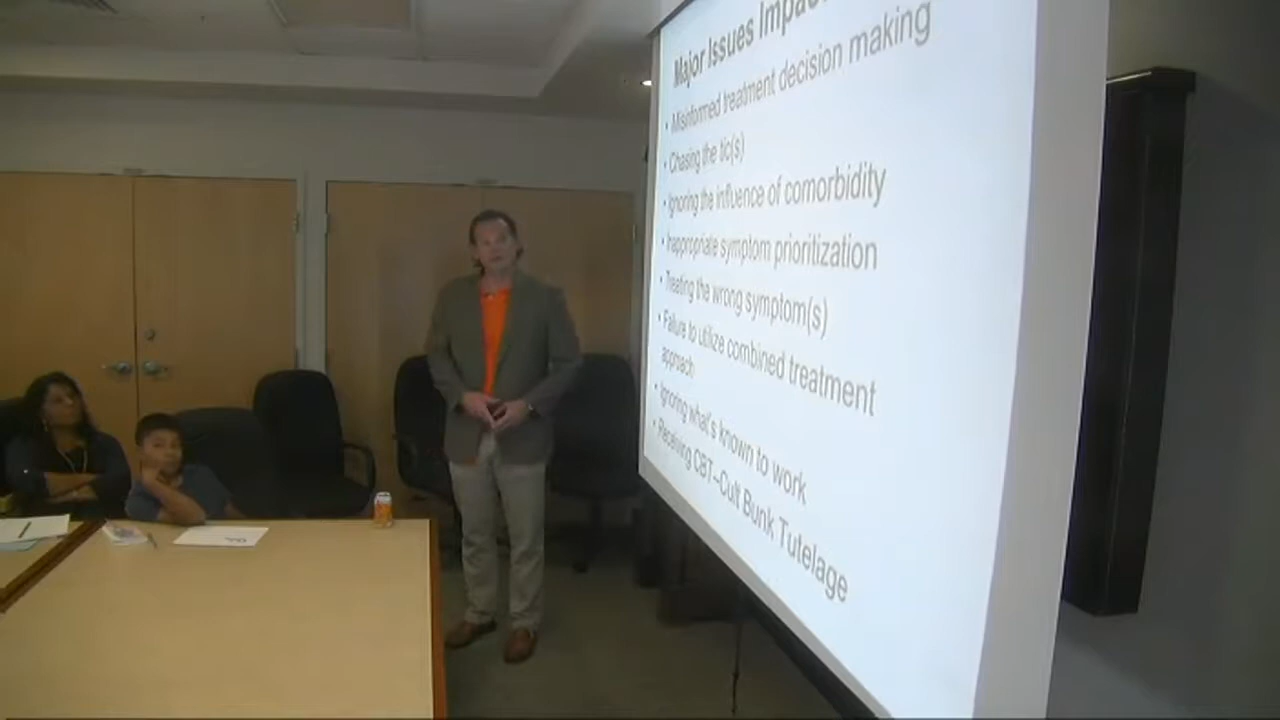 Major Issues Impac
• Misinformed treatment decision making
• Chasing the tic(s)
• Ignoring the influence of comorbidity
• Inappropriate symptom prioritization
• Treating the wrong symptom(s)
• Failure to utilize combined treatment
approach
• Ignoring what's known to work
• Receiving CBT–Cult Bunk Tutelage